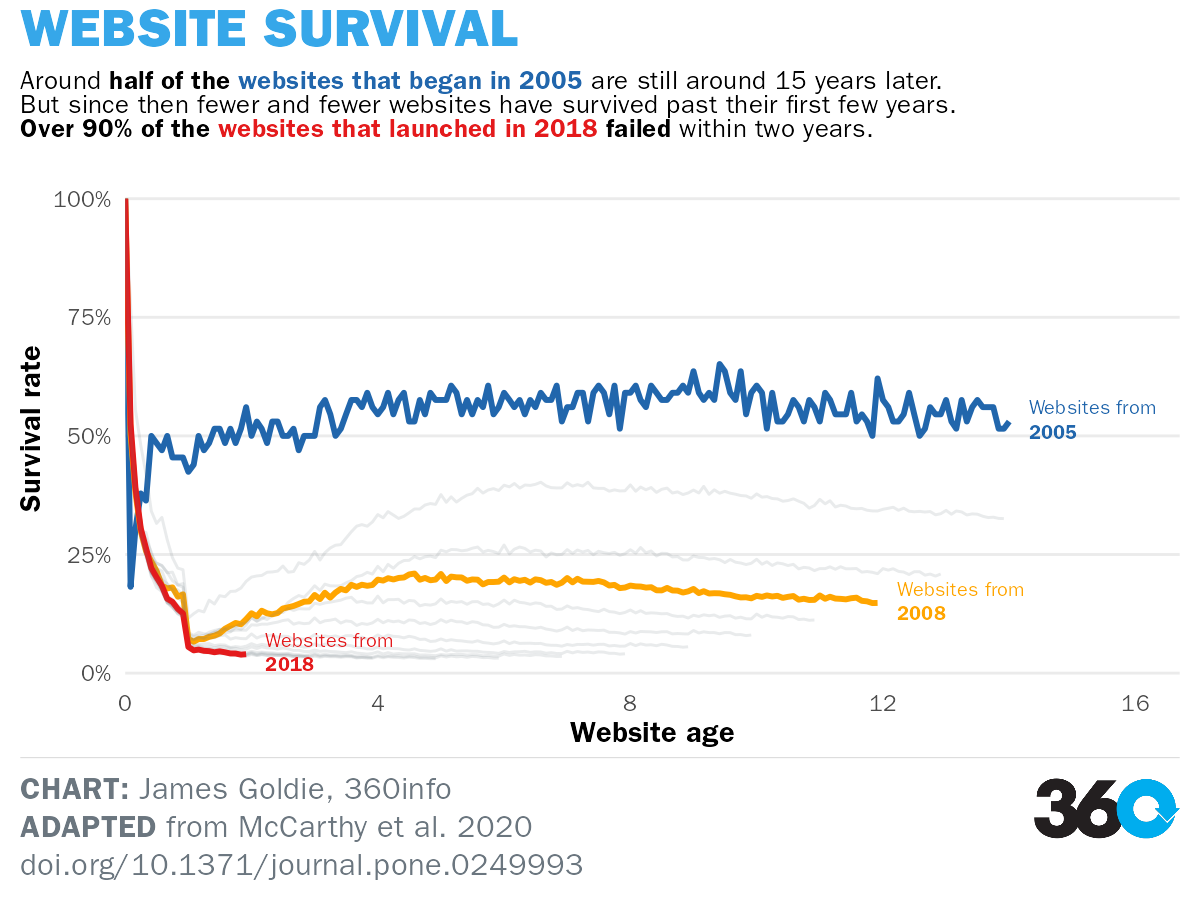 WEBSITE SURVIVAL
Around half of the websites that began in 2005 are still around 15 years later.
But since then fewer and fewer websites have survived past their first few years.
Over 90% of the websites that launched in 2018 failed within two years.
100%
75%
50%
25%
0%
Survival rate
Websites from
2005
Websites from
2008
Websites from
2018
0 4 8 12 16
Website age
CHART: James Goldie, 360info
ADAPTED from McCarthy et al. 2020
doi.org/10.1371/journal.pone.0249993
360